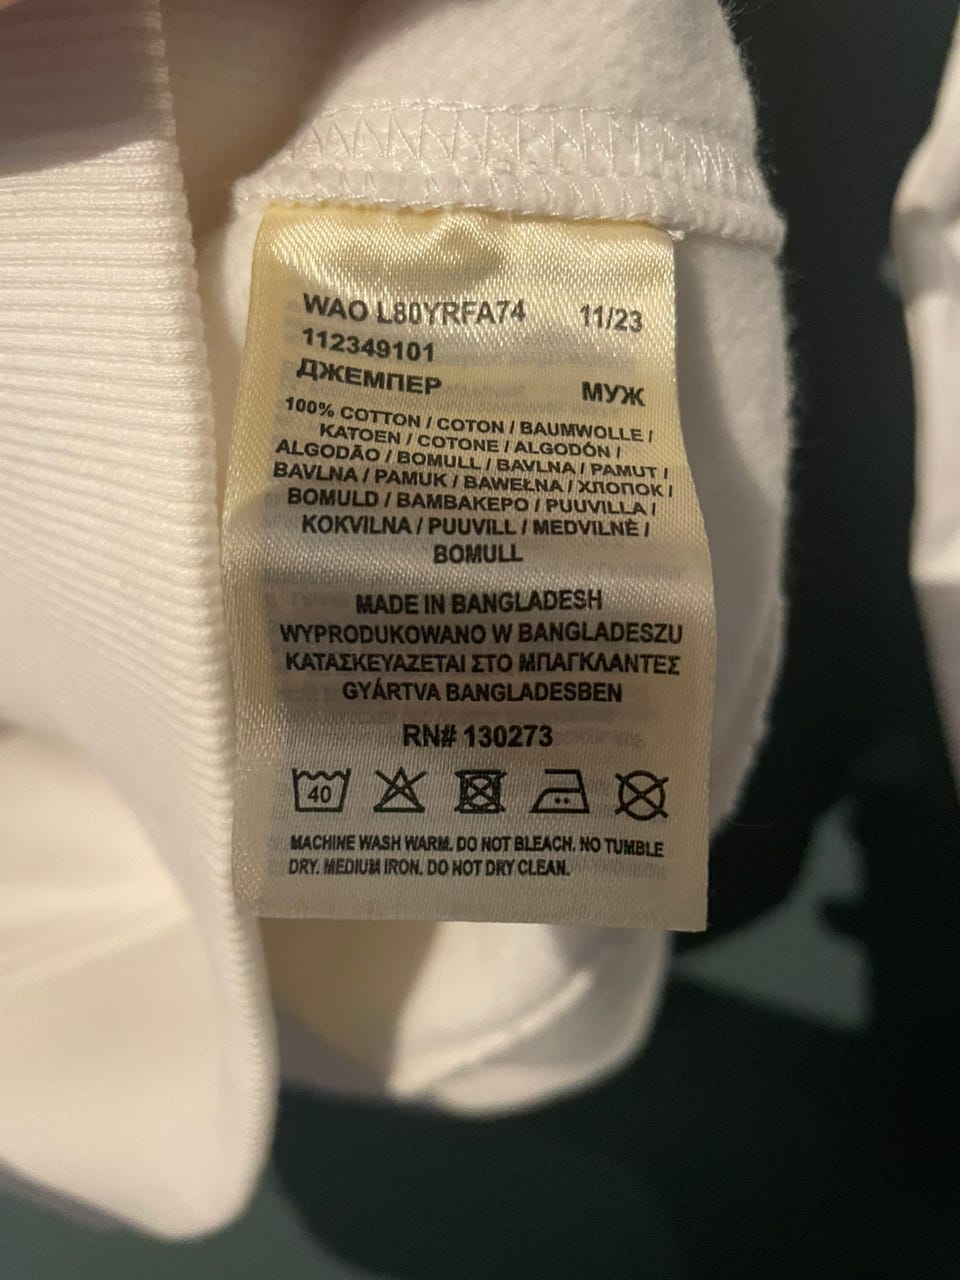 WAO L80YRFA74 11/23
112349101
ДЖЕМПЕР МУЖ
100% COTTON / COTON / BAUMWOLLE /
KATOEN / COTONE / ALGODÓN /
ALGODÃO / BOMULL / BAVLNA / PAMUT /
BAVLNA / PAMUK / BAWEŁNA / ХЛОПОК /
BOMULD / ΒΑΜΒΑΚΕΡΟ / PUUVILLA /
KOKVILNA / PUUVILL / MEDVILNĖ /
BOMULL
MADE IN BANGLADESH
WYPRODUKOWANO W BANGLADESZU
ΚΑΤΑΣΚΕΥΑΖΕΤΑΙ ΣΤΟ ΜΠΑΓΚΛΑΝΤΕΣ
GYÁRTVA BANGLADESBEN
RN# 130273
40
MACHINE WASH WARM. DO NOT BLEACH. NO TUMBLE
DRY. MEDIUM IRON. DO NOT DRY CLEAN.